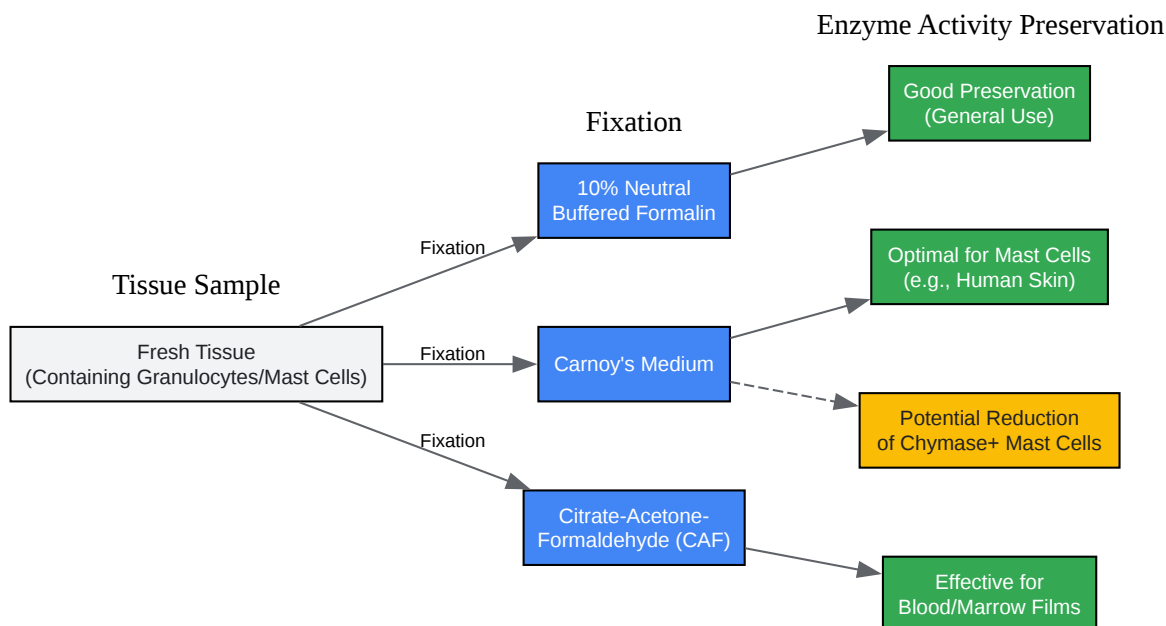 Enzyme Activity Preservation
Good Preservation
(General Use)
Fixation
10% Neutral
Buffered Formalin
Fixation
Optimal for Mast Cells
(e.g., Human Skin)
Tissue Sample
Fresh Tissue
(Containing Granulocytes/Mast Cells)
Fixation
Carnoy's Medium
Potential Reduction
of Chymase+ Mast Cells
Fixation
Citrate-Acetone-
Formaldehyde (CAF)
Effective for
Blood/Marrow Films